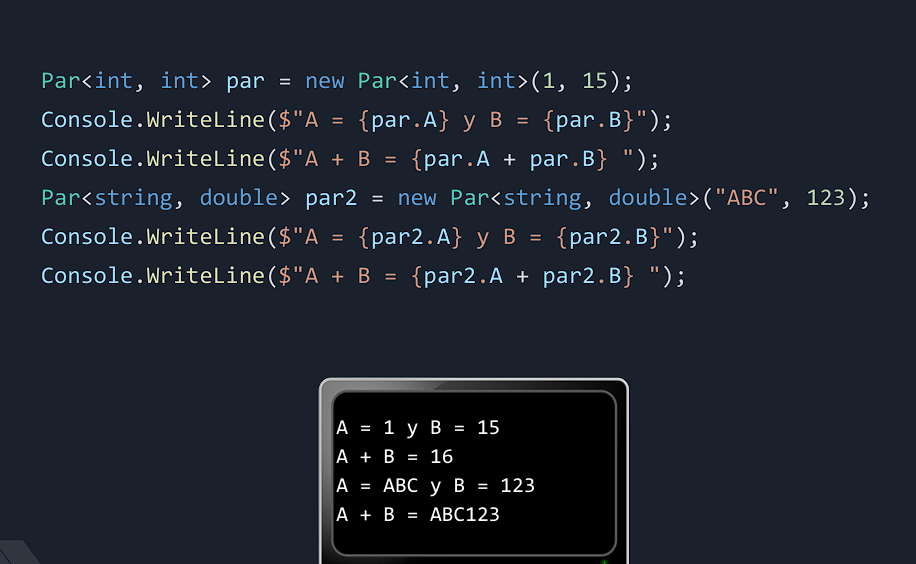 Par<int, int> par = new Par<int, int>(1, 15);
Console.WriteLine($"A = {par.A} y B = {par.B}");
Console.WriteLine($"A + B = {par.A + par.B} ");
Par<string, double> par2 = new Par<string, double>("ABC", 123);
Console.WriteLine($"A = {par2.A} y B = {par2.B}");
Console.WriteLine($"A + B = {par2.A + par2.B} ");
A = 1 y B = 15
A + B = 16
A = ABC y B = 123
A + B = ABC123